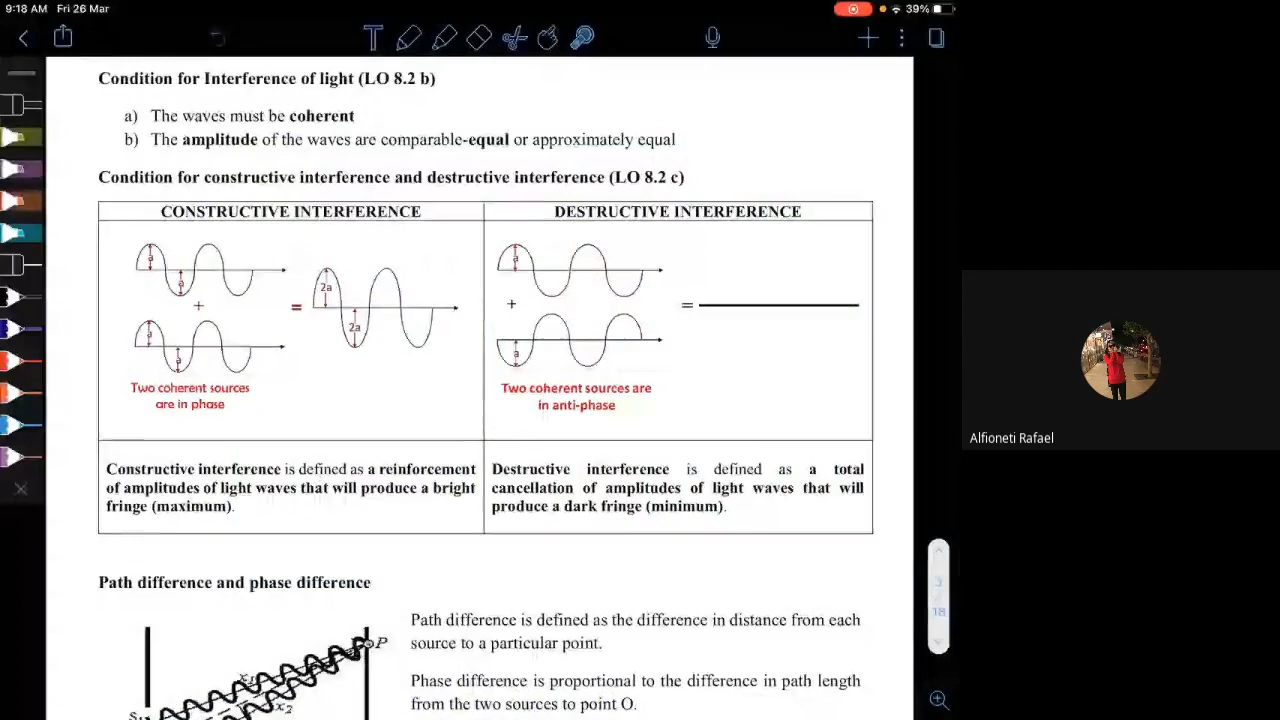 9:18 AM Fri 26 Mar
39%
T
Condition for Interference of light (LO 8.2 b)
a) The waves must be coherent
b) The amplitude of the waves are comparable-equal or approximately equal
Condition for constructive interference and destructive interference (LO 8.2 c)
CONSTRUCTIVE INTERFERENCE
DESTRUCTIVE INTERFERENCE
a
a
+
a
a
=
2a
2a
Two coherent sources
are in phase
a
+
a
=
Two coherent sources are
in anti-phase
Constructive interference is defined as a reinforcement
of amplitudes of light waves that will produce a bright
fringe (maximum).
Destructive interference is defined as a total
cancellation of amplitudes of light waves that will
produce a dark fringe (minimum).
Path difference and phase difference
P
x₂
Path difference is defined as the difference in distance from each
source to a particular point.
Phase difference is proportional to the difference in path length
from the two sources to point O.
3
18
Alfioneti Rafael